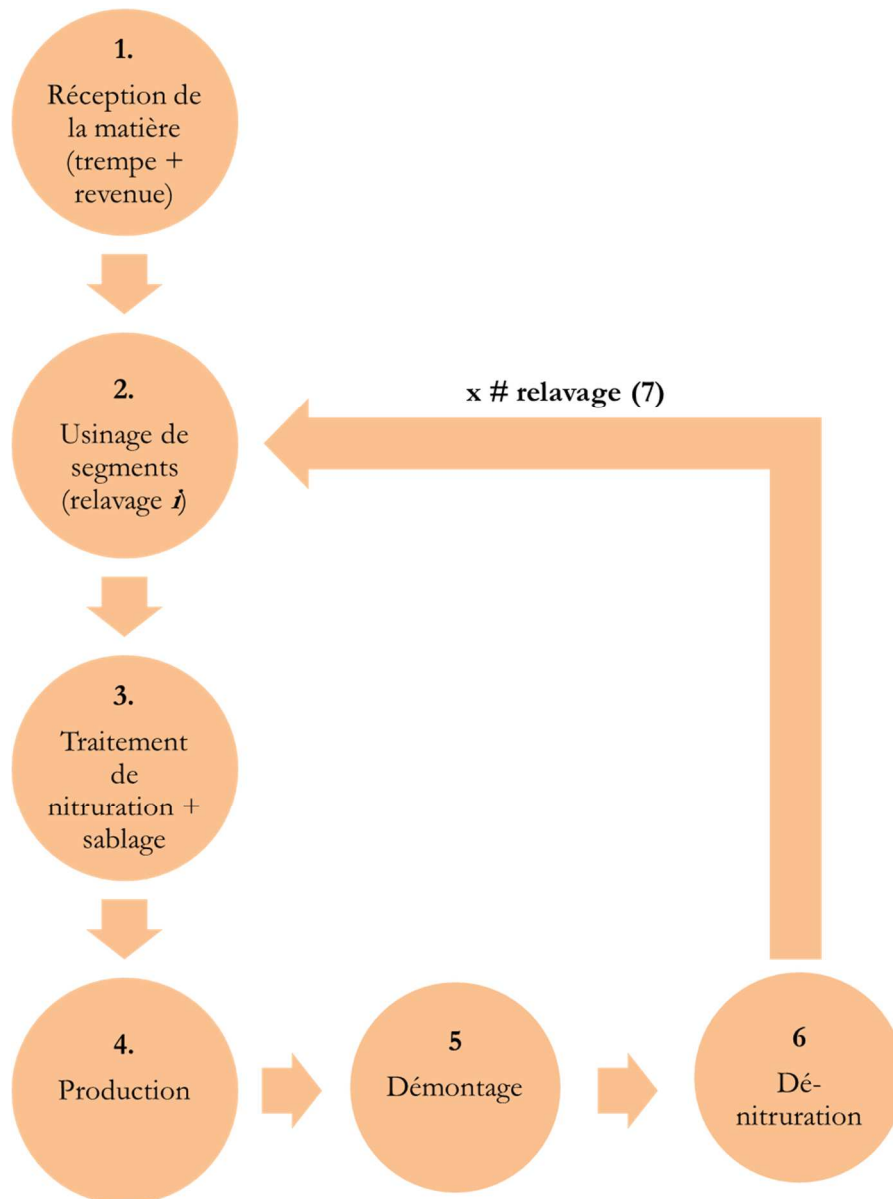 1.
Réception de
la matière
(trempe +
revenue)
2.
Usinage de
segments
(relavage i)
x # relavage (7)
3.
Traitement
de
nitruration +
sablage
4.
Production
5
Démontage
6
Dé-
nitruration